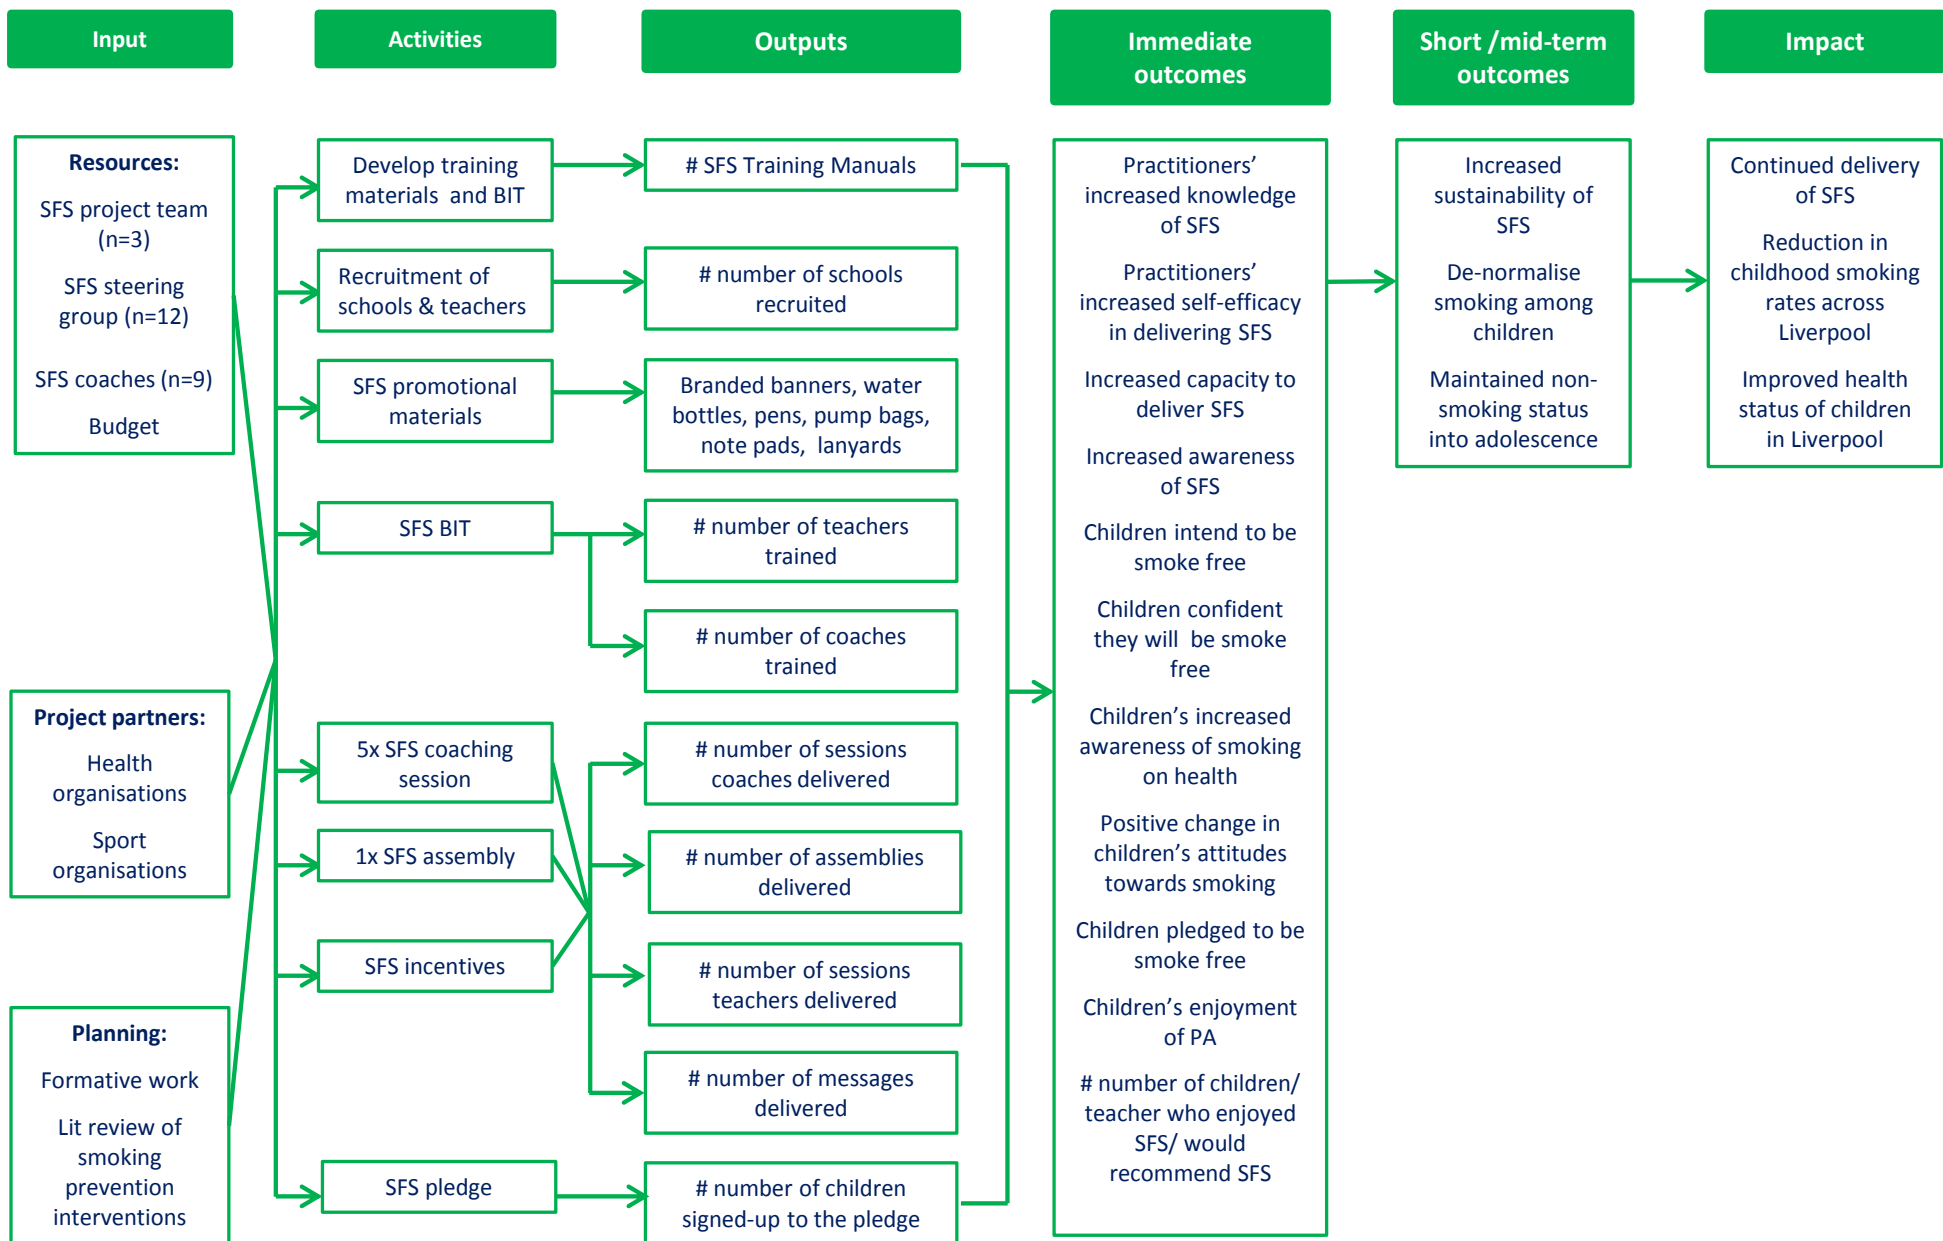 Input
Activities
Outputs
Immediate
outcomes
Short /mid-term
outcomes
Impact
Resources:
SFS project team
(n=3)
SFS steering
group (n=12)
SFS coaches (n=9)
Budget
Project partners:
Health
organisations
Sport
organisations
Planning:
Formative work
Lit review of
smoking
prevention
interventions
Develop training
materials and BIT
Recruitment of
schools & teachers
SFS promotional
materials
SFS BIT
5x SFS coaching
session
1x SFS assembly
SFS incentives
SFS pledge
# SFS Training Manuals
# number of schools
recruited
Branded banners, water
bottles, pens, pump bags,
note pads, lanyards
# number of teachers
trained
# number of coaches
trained
# number of sessions
coaches delivered
# number of assemblies
delivered
# number of sessions
teachers delivered
# number of messages
delivered
# number of children
signed-up to the pledge
Practitioners’
increased knowledge
of SFS
Practitioners’
increased self-efficacy
in delivering SFS
Increased capacity to
deliver SFS
Increased awareness
of SFS
Children intend to be
smoke free
Children confident
they will be smoke
free
Children’s increased
awareness of smoking
on health
Positive change in
children’s attitudes
towards smoking
Children pledged to be
smoke free
Children’s enjoyment
of PA
# number of children/
teacher who enjoyed
SFS/ would
recommend SFS
Increased
sustainability of
SFS
De-normalise
smoking among
children
Maintained non-
smoking status
into adolescence
Continued delivery
of SFS
Reduction in
childhood smoking
rates across
Liverpool
Improved health
status of children
in Liverpool